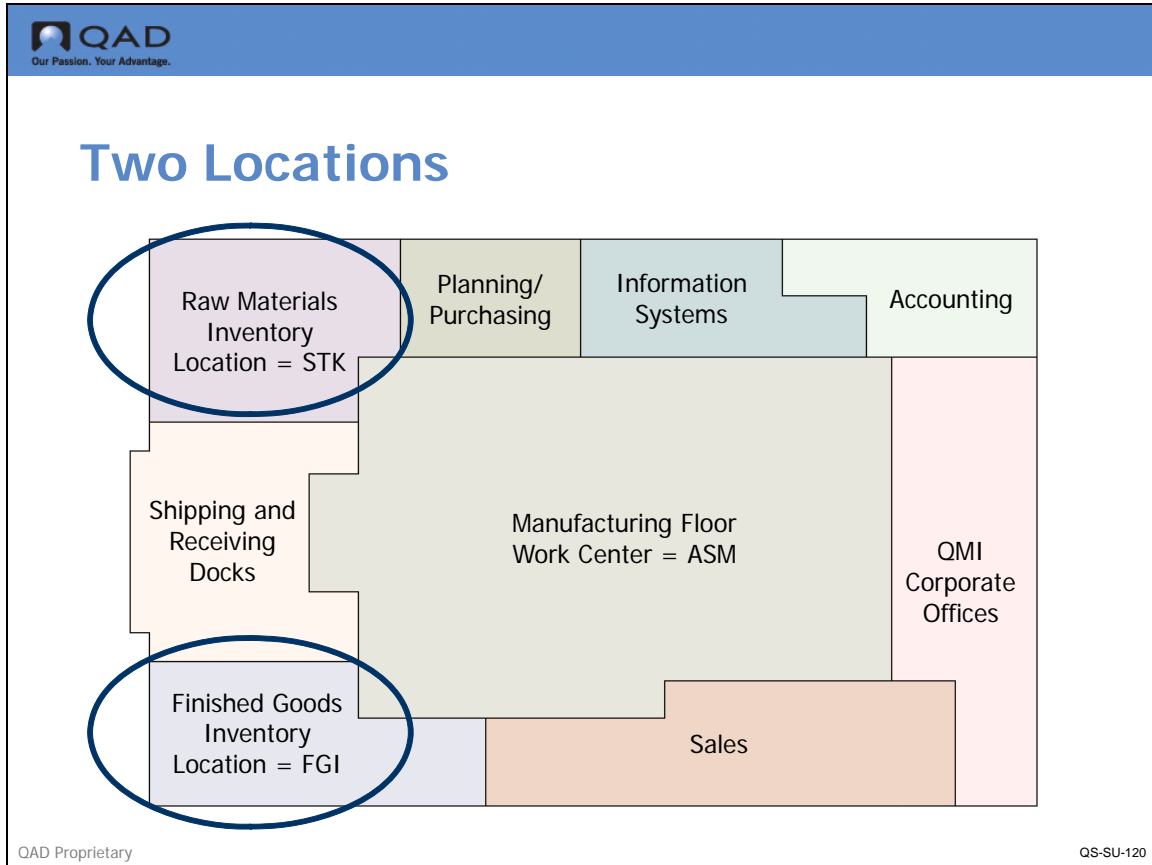 QAD
Our Passion. Your Advantage.
Two Locations
Raw Materials
Inventory
Location = STK
Planning/
Purchasing
Information
Systems
Accounting
Shipping and
Receiving
Docks
Manufacturing Floor
Work Center = ASM
QMI
Corporate
Offices
Finished Goods
Inventory
Location = FGI
Sales
QAD Proprietary
QS-SU-120